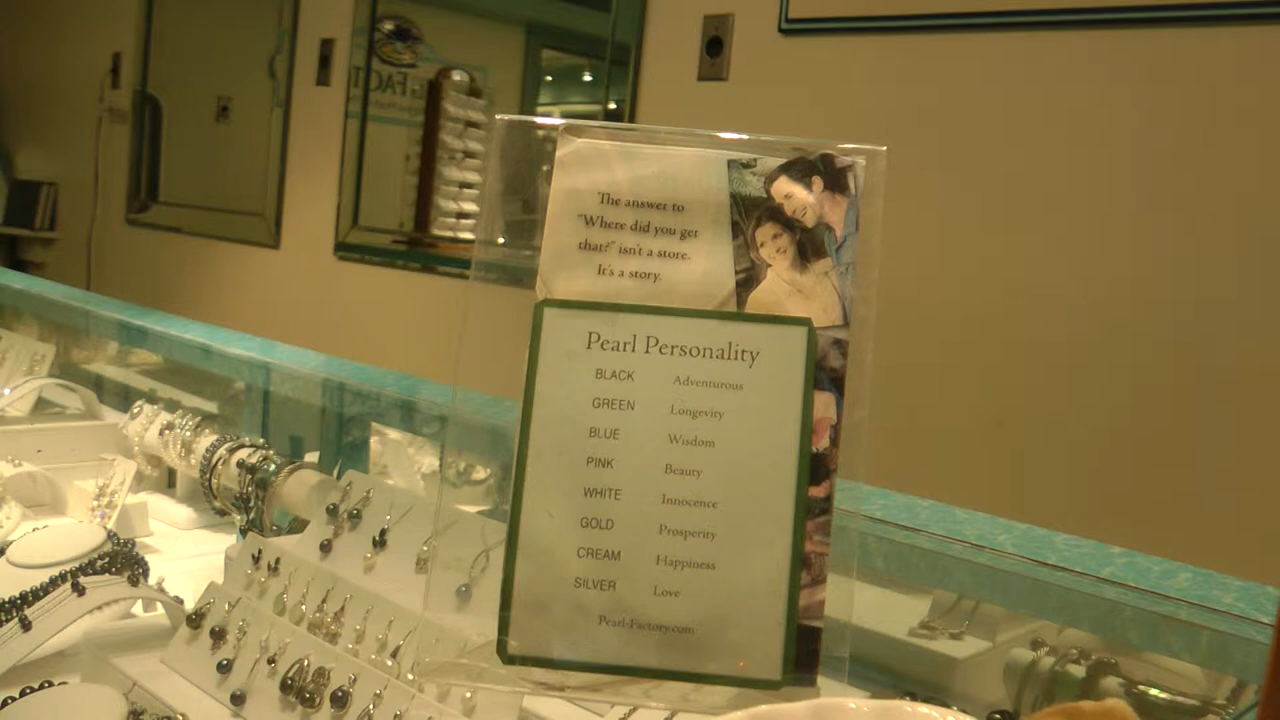 The answer to
"Where did you get
that?" isn't a store.
It's a story.
Pearl Personality
BLACK Adventurous
GREEN Longevity
BLUE Wisdom
PINK Beauty
WHITE Innocence
GOLD Prosperity
CREAM Happiness
SILVER Love
Pearl-Factory.com